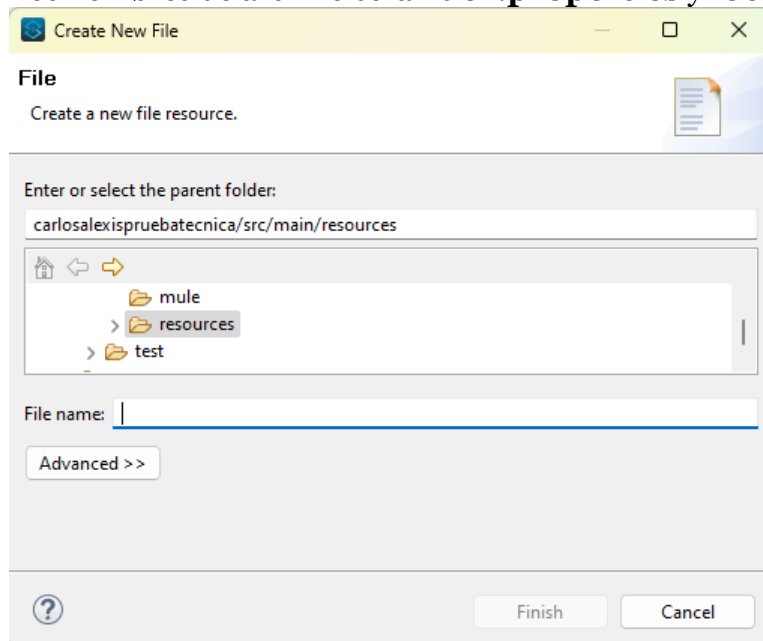 Create New File
File
Create a new file resource.
Enter or select the parent folder:
carlosalexispruebatecnica/src/main/resources
mule
resources
test
File name:
Advanced >>
Finish
Cancel